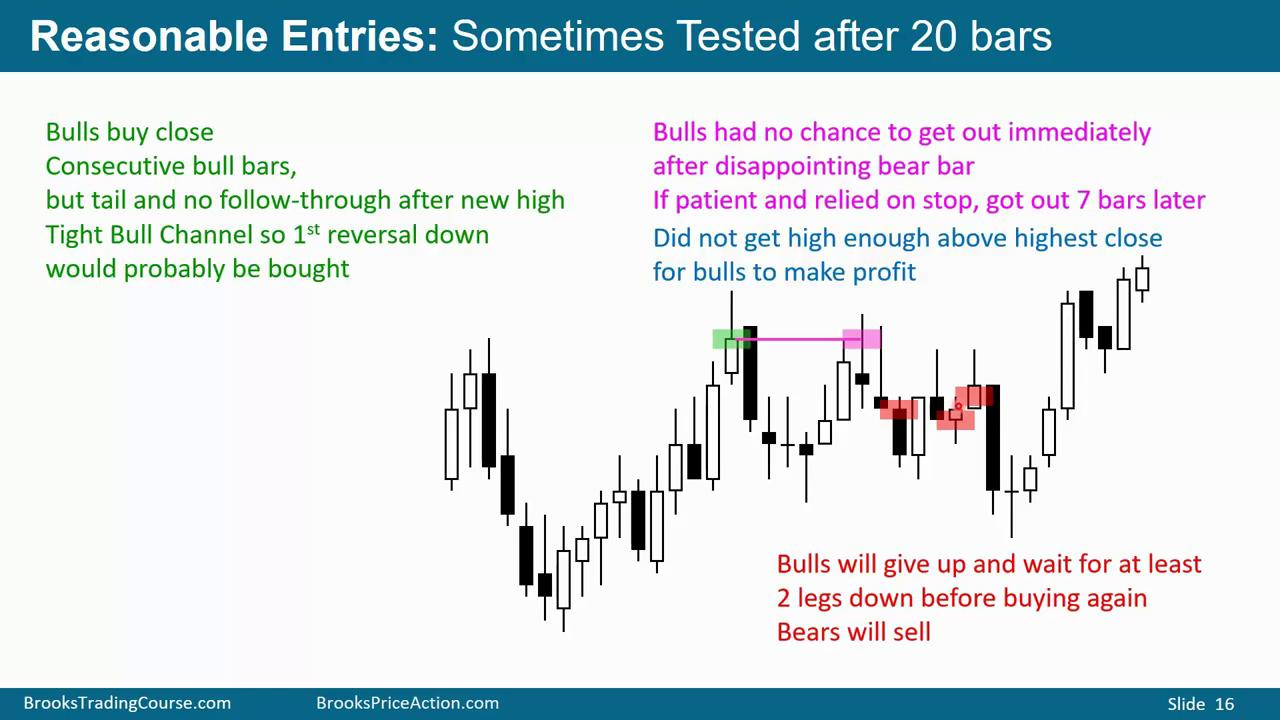 Reasonable Entries: Sometimes Tested after 20 bars
Bulls buy close
Consecutive bull bars,
but tail and no follow-through after new high
Tight Bull Channel so 1st reversal down
would probably be bought
Bulls had no chance to get out immediately
after disappointing bear bar
If patient and relied on stop, got out 7 bars later
Did not get high enough above highest close
for bulls to make profit
Bulls will give up and wait for at least
2 legs down before buying again
Bears will sell
BrooksTradingCourse.com
BrooksPriceAction.com
Slide 16